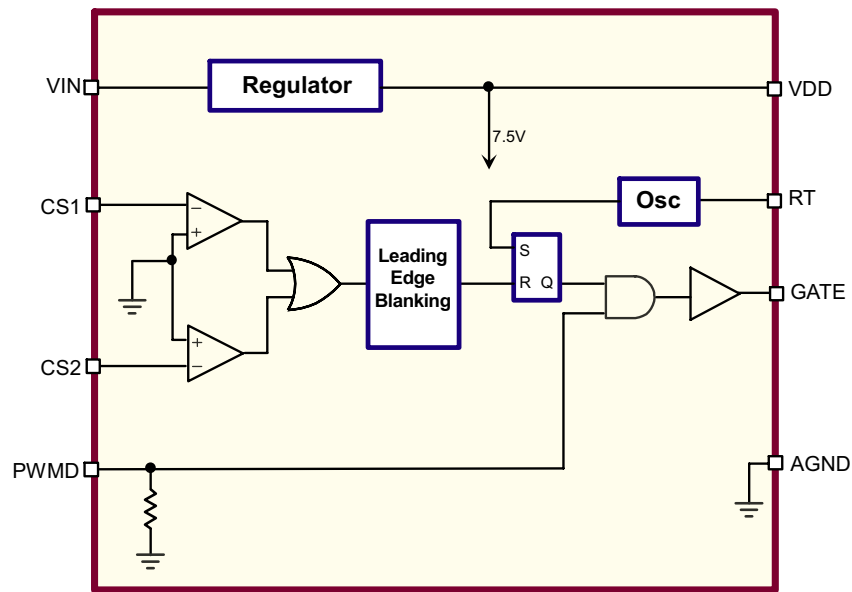 VIN
Regulator
VDD
7.5V
CS1
−
+
Osc
RT
Leading
Edge
Blanking
S
R Q
GATE
+
−
CS2
PWMD
AGND